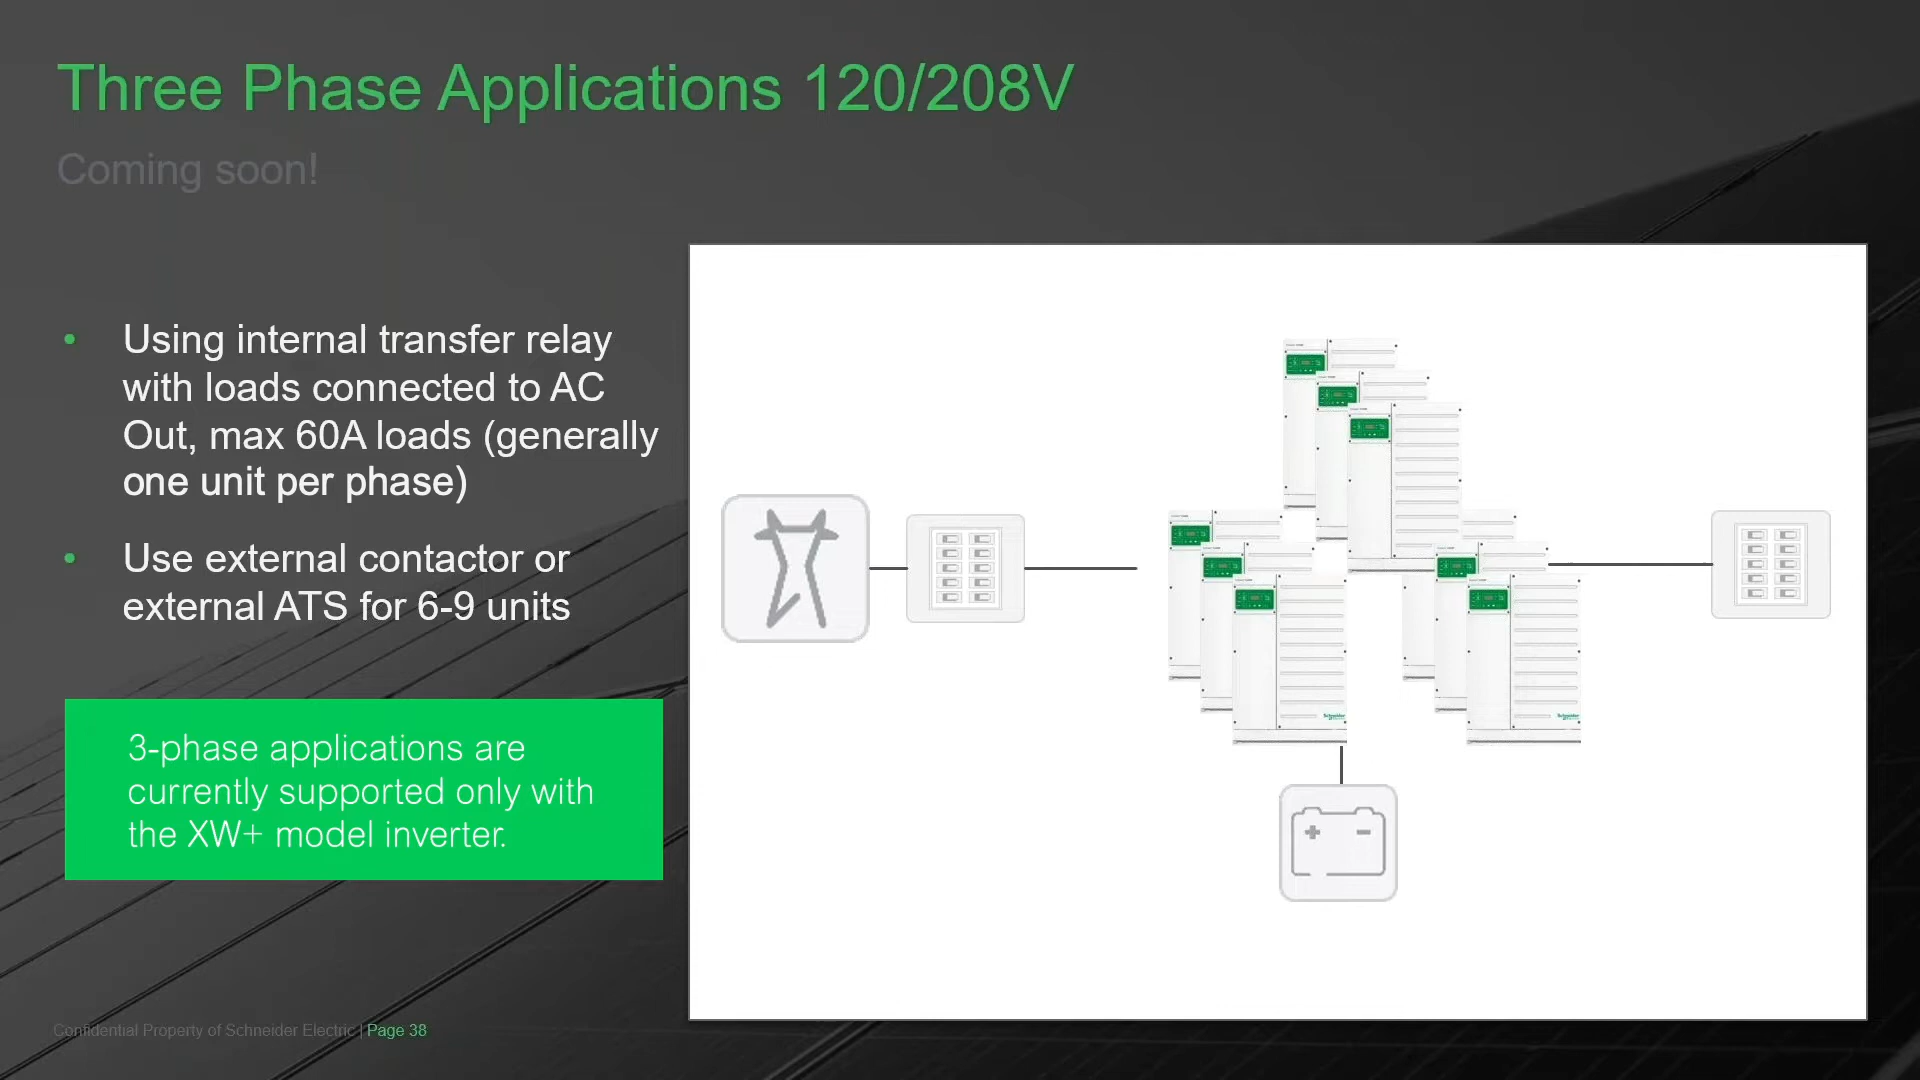 Three Phase Applications 120/208V
Coming soon!
• Using internal transfer relay
with loads connected to AC
Out, max 60A loads (generally
one unit per phase)
• Use external contactor or
external ATS for 6-9 units
3-phase applications are
currently supported only with
the XW+ model inverter.
Schneider
Schneider
Confidential Property of Schneider Electric | Page 38